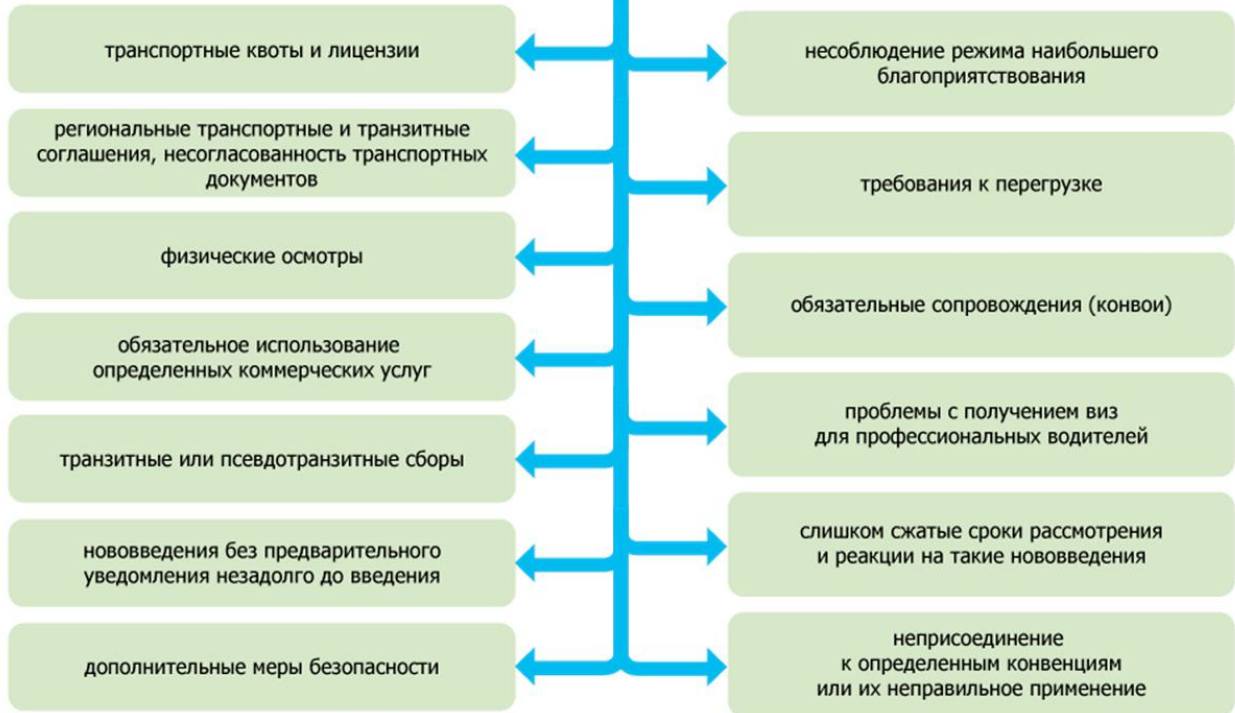 транспортные квоты и лицензии
региональные транспортные и транзитные
соглашения, несогласованность транспортных
документов
физические осмотры
обязательное использование
определенных коммерческих услуг
транзитные или псевдотранзитные сборы
нововведения без предварительного
уведомления незадолго до введения
дополнительные меры безопасности
несоблюдение режима наибольшего
благоприятствования
требования к перегрузке
обязательные сопровождения (конвои)
проблемы с получением виз
для профессиональных водителей
слишком сжатые сроки рассмотрения
и реакции на такие нововведения
неприсоединение
к определенным конвенциям
или их неправильное применение